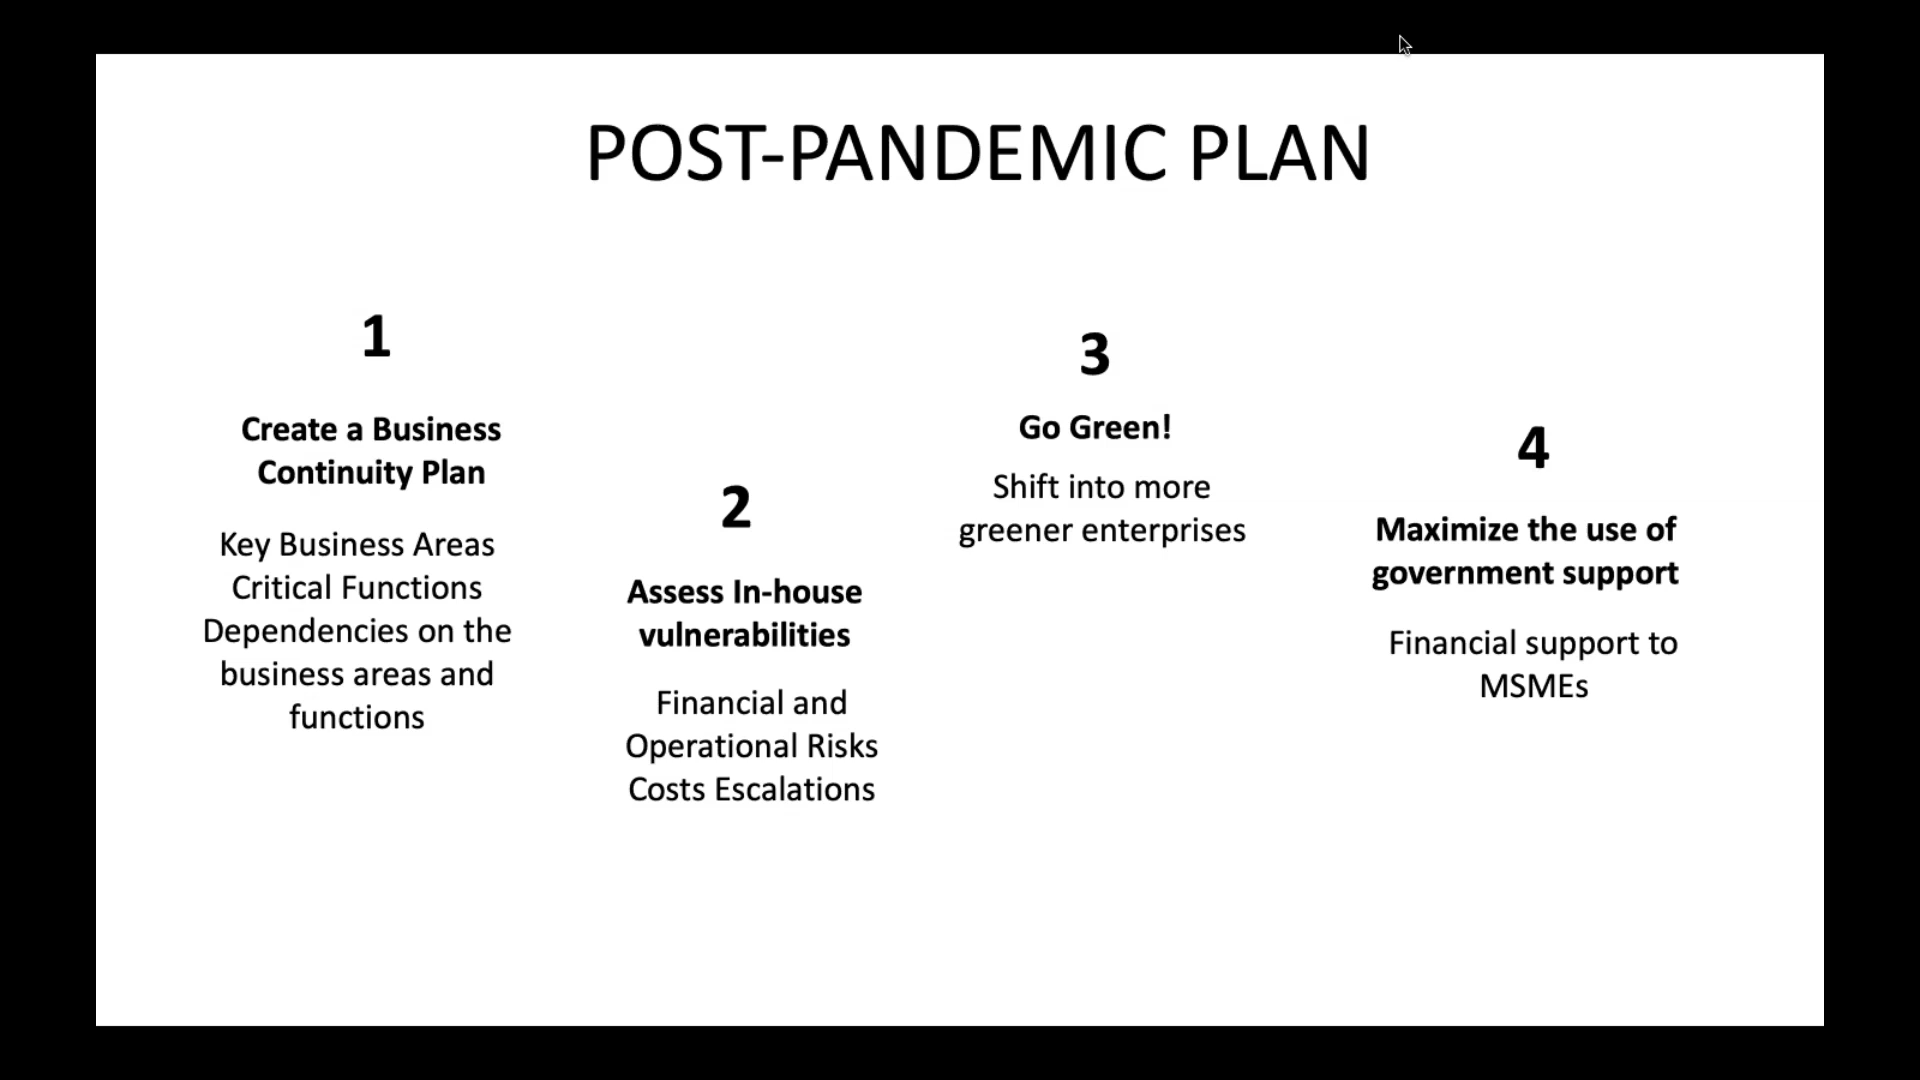 POST-PANDEMIC PLAN
1
Create a Business
Continuity Plan
Key Business Areas
Critical Functions
Dependencies on the
business areas and
functions
2
Assess In-house
vulnerabilities
Financial and
Operational Risks
Costs Escalations
3
Go Green!
Shift into more
greener enterprises
4
Maximize the use of
government support
Financial support to
MSMEs